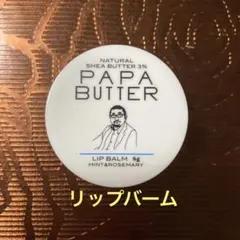 NATURAL
SHEA BUTTER 3%
PAPA
BUTTER
LIP BALM 5g
MINT&ROSEMARY
リップバーム